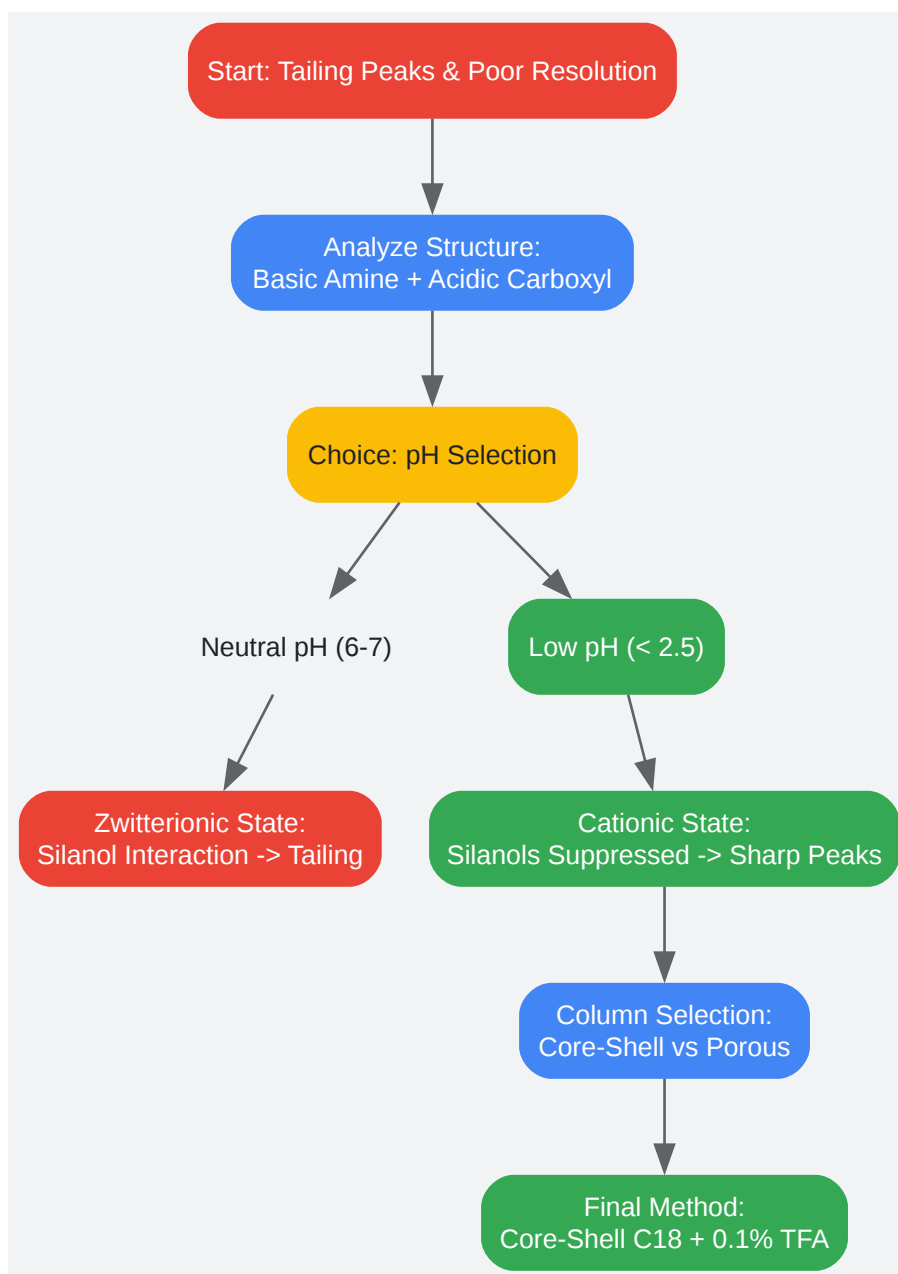 Start: Tailing Peaks & Poor Resolution
Analyze Structure:
Basic Amine + Acidic Carboxyl
Choice: pH Selection
Neutral pH (6-7)
Low pH (< 2.5)
Zwitterionic State:
Silanol Interaction -> Tailing
Cationic State:
Silanols Suppressed -> Sharp Peaks
Column Selection:
Core-Shell vs Porous
Final Method:
Core-Shell C18 + 0.1% TFA